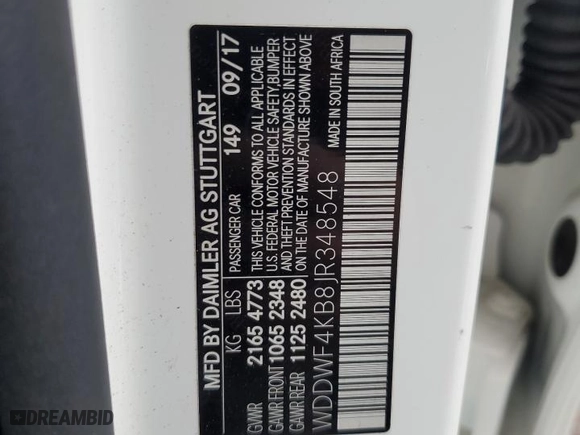 MFD BY DAIMLER AG STUTTGART
KG LBS PASSENGER CAR 149 09/17
GVWR 2165 4773
GAWR FRONT 1065 2348
GAWR REAR 1125 2480
THIS VEHICLE CONFORMS TO ALL APPLICABLE
U.S. FEDERAL MOTOR VEHICLE SAFETY,BUMPER
AND THEFT PREVENTION STANDARDS IN EFFECT
ON THE DATE OF MANUFACTURE SHOWN ABOVE
WDDWF4KB8JR348548
MADE IN SOUTH AFRICA
DREAMBID